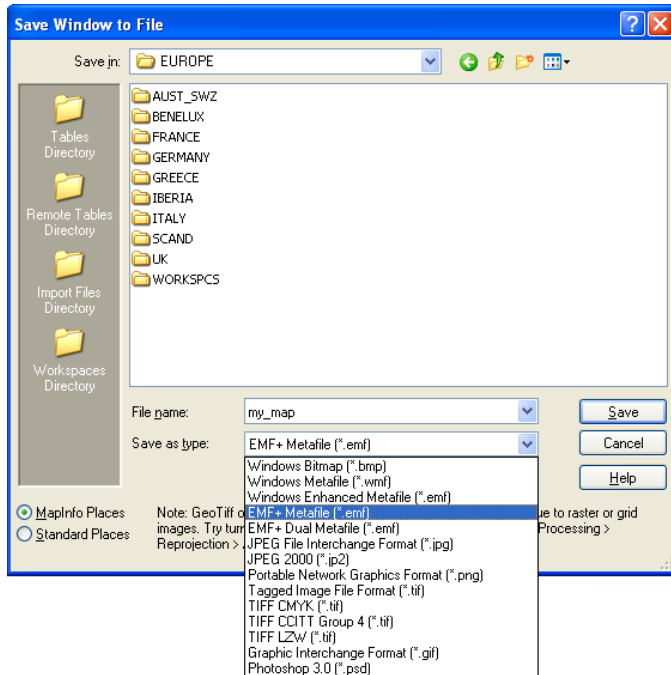 Save Window to File
Save in:
EUROPE
Tables
Directory
Remote Tables
Directory
Import Files
Directory
Workspaces
Directory
AUST_SWZ
BENELUX
FRANCE
GERMANY
GREECE
IBERIA
ITALY
SCAND
UK
WORKSPCS
File name:
my_map
Save
Save as type:
EMF+ Metafile (*.emf)
Cancel
Help
Windows Bitmap (*.bmp)
Windows Metafile (*.wmf)
Windows Enhanced Metafile (*.emf)
EMF+ Metafile (*.emf)
EMF+ Dual Metafile (*.emf)
JPEG File Interchange Format (*.jpg)
JPEG 2000 (*.jp2)
Portable Network Graphics Format (*.png)
Tagged Image File Format (*.tif)
TIFF CMYK (*.tif)
TIFF CCITT Group 4 (*.tif)
TIFF LZW (*.tif)
Graphic Interchange Format (*.gif)
Photoshop 3.0 (*.psd)
MapInfo Places
Standard Places
Note: GeoTiff
to raster or grid
images. Try
Processing >
Reprojection >